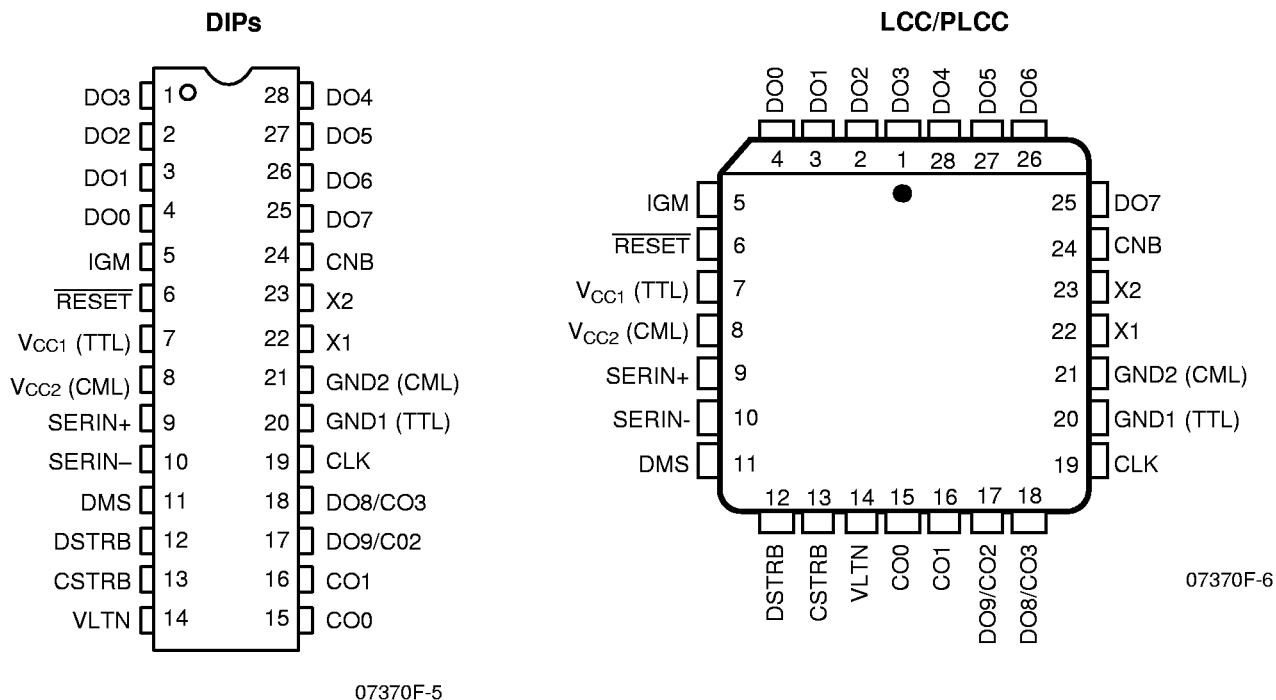 DIPs
DO3 1 28 DO4
DO2 2 27 DO5
DO1 3 26 DO6
DO0 4 25 DO7
IGM 5 24 CNB
RESET 6 23 X2
VCC1 (TTL) 7 22 X1
VCC2 (CML) 8 21 GND2 (CML)
SERIN+ 9 20 GND1 (TTL)
SERIN– 10 19 CLK
DMS 11 18 DO8/CO3
DSTRB 12 17 DO9/C02
CSTRB 13 16 CO1
VLTN 14 15 CO0
07370F-5
LCC/PLCC
DO0 DO1 DO2 DO3 DO4 DO5 DO6
4 3 2 1 28 27 26
IGM 5 25 DO7
RESET 6 24 CNB
VCC1 (TTL) 7 23 X2
VCC2 (CML) 8 22 X1
SERIN+ 9 21 GND2 (CML)
SERIN- 10 20 GND1 (TTL)
DMS 11 19 CLK
12 13 14 15 16 17 18
DSTRB CSTRB VLTN CO0 CO1 DO9/CO2 DO8/CO3
07370F-6